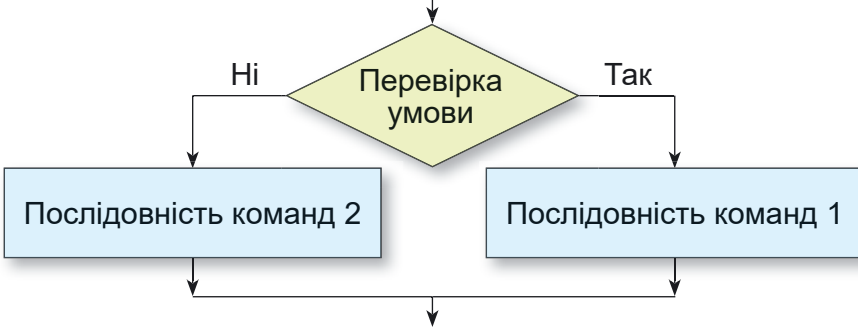 Ні
Перевірка
умови
Так
Послідовність команд 2
Послідовність команд 1